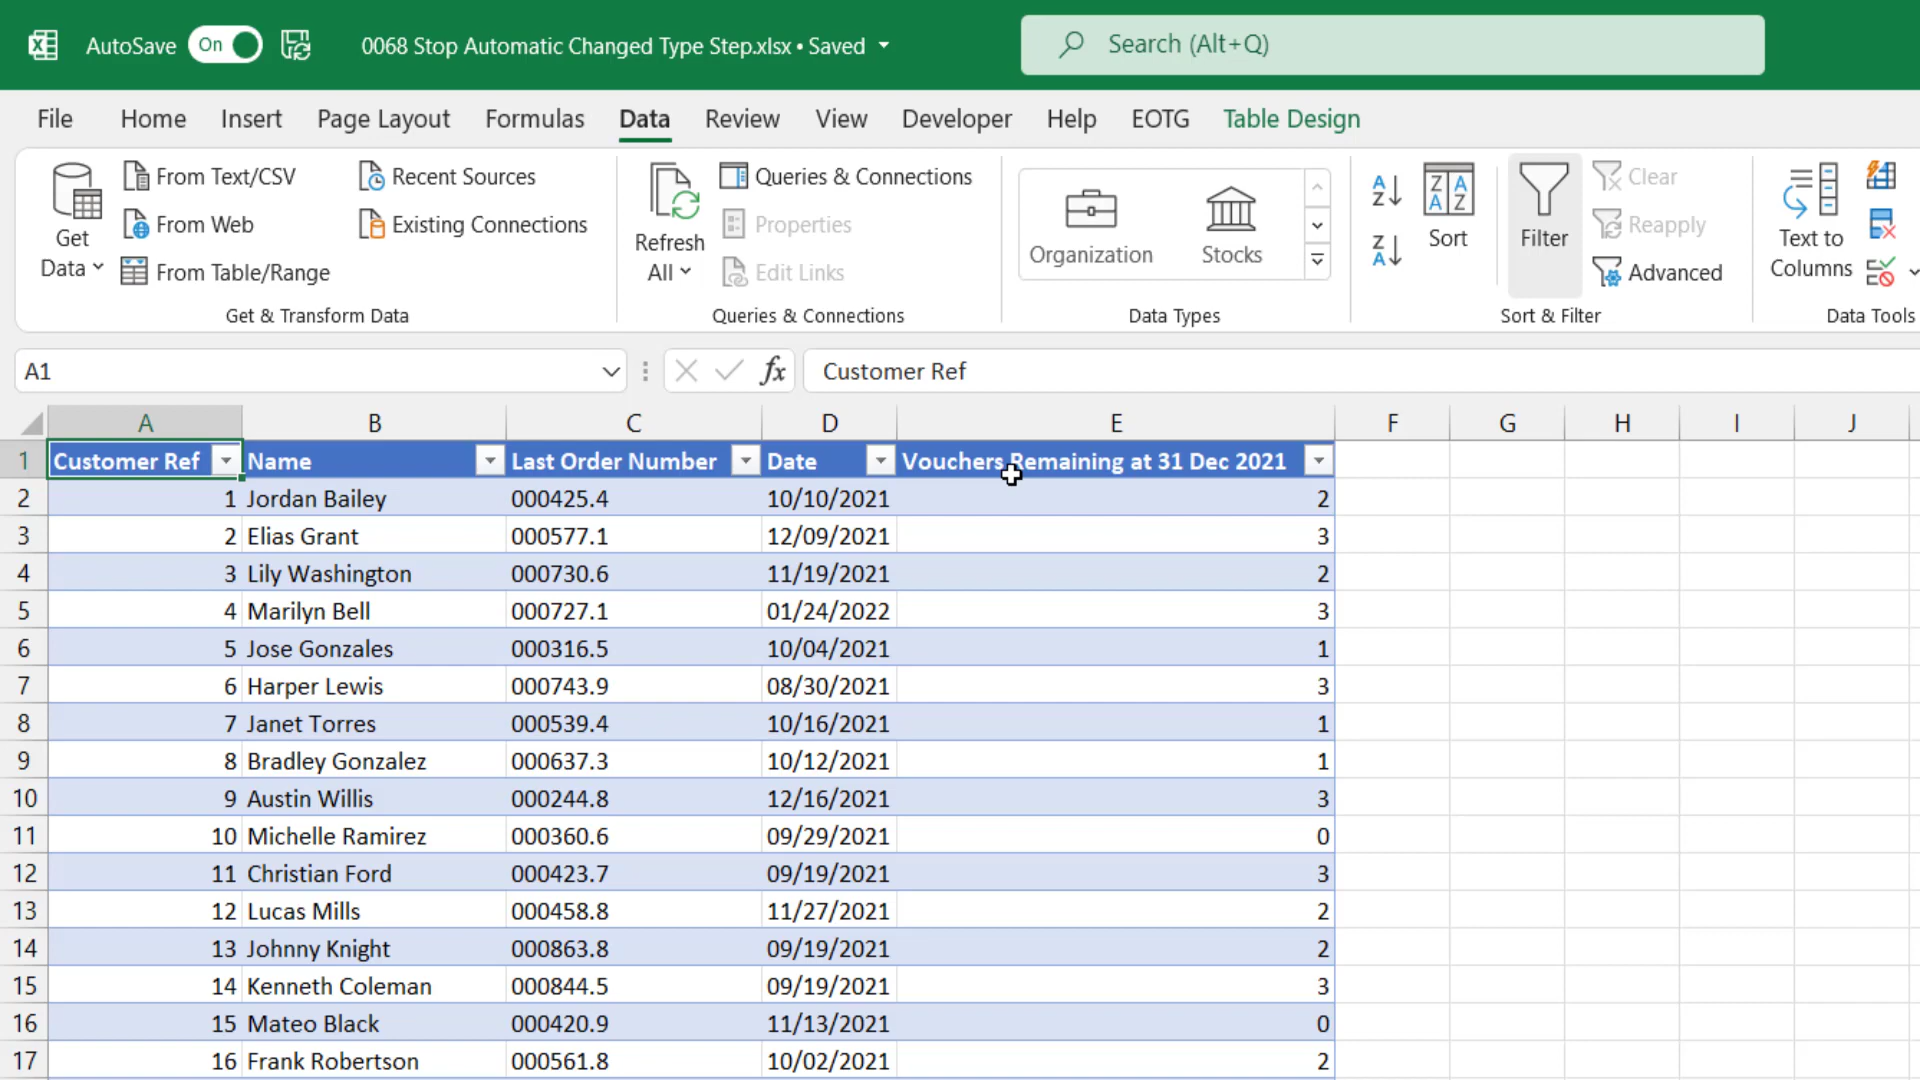 AutoSave On 0068 Stop Automatic Changed Type Step.xlsx • Saved Search (Alt+Q)
File Home Insert Page Layout Formulas Data Review View Developer Help EOTG Table Design
Get Data
From Text/CSV
From Web
From Table/Range
Recent Sources
Existing Connections
Get & Transform Data
Refresh All
Queries & Connections
Properties
Edit Links
Queries & Connections
Organization
Stocks
Data Types
Sort
Filter
Clear
Reapply
Advanced
Sort & Filter
Text to
Columns
Data Tools
A1 fx Customer Ref
A B C D E F G H I J
1 Customer Ref Name Last Order Number Date Vouchers Remaining at 31 Dec 2021
2 1 Jordan Bailey 000425.4 10/10/2021 2
3 2 Elias Grant 000577.1 12/09/2021 3
4 3 Lily Washington 000730.6 11/19/2021 2
5 4 Marilyn Bell 000727.1 01/24/2022 3
6 5 Jose Gonzales 000316.5 10/04/2021 1
7 6 Harper Lewis 000743.9 08/30/2021 3
8 7 Janet Torres 000539.4 10/16/2021 1
9 8 Bradley Gonzalez 000637.3 10/12/2021 1
10 9 Austin Willis 000244.8 12/16/2021 3
11 10 Michelle Ramirez 000360.6 09/29/2021 0
12 11 Christian Ford 000423.7 09/19/2021 3
13 12 Lucas Mills 000458.8 11/27/2021 2
14 13 Johnny Knight 000863.8 09/19/2021 2
15 14 Kenneth Coleman 000844.5 09/19/2021 3
16 15 Mateo Black 000420.9 11/13/2021 0
17 16 Frank Robertson 000561.8 10/02/2021 2